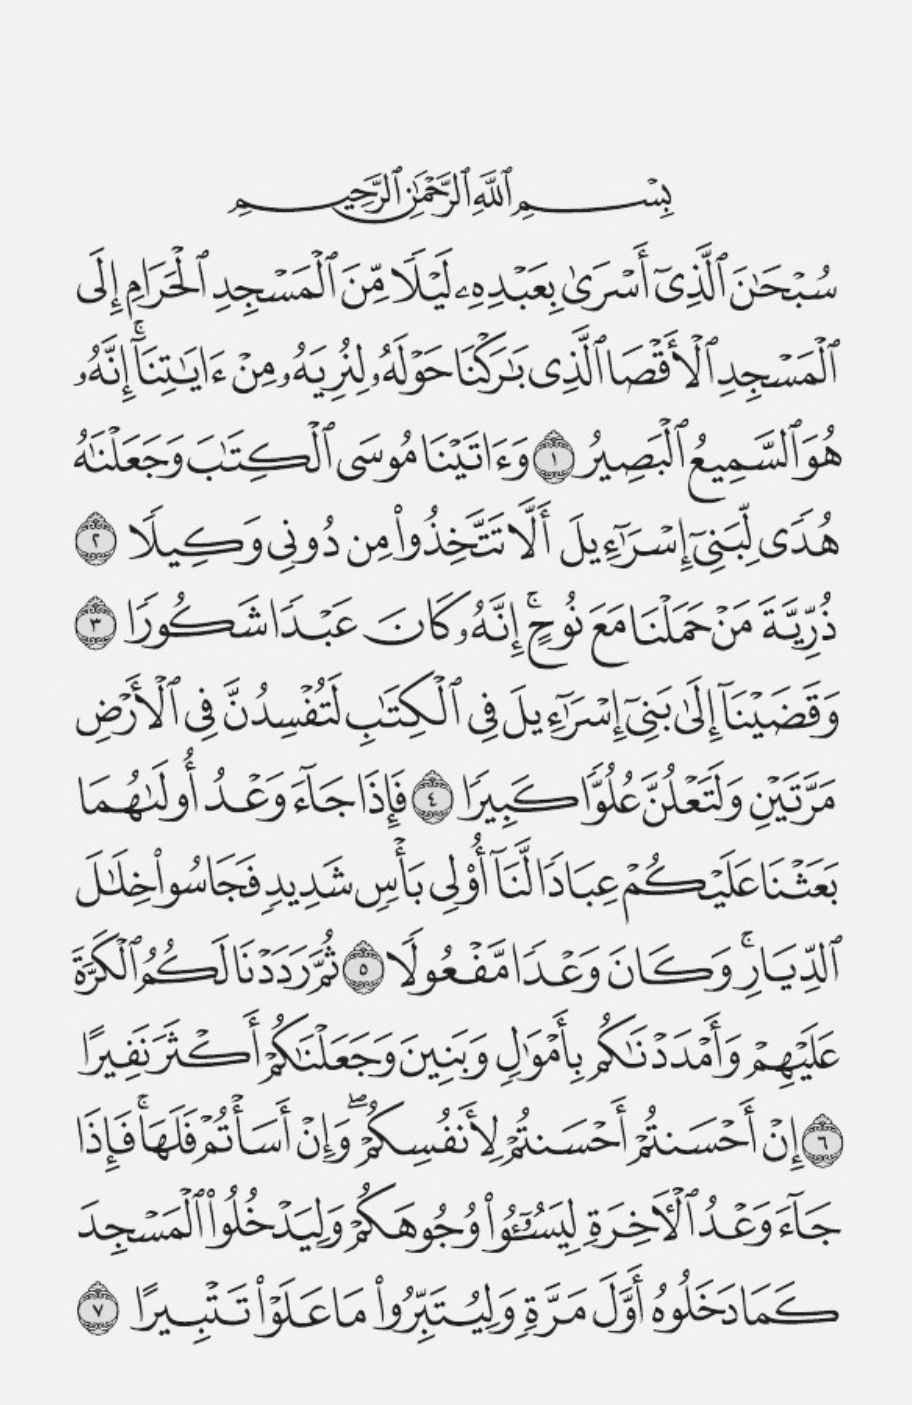 بِسْمِ ٱللَّهِ ٱلرَّحْمَٰنِ ٱلرَّحِيمِ
سُبْحَٰنَ ٱلَّذِىٓ أَسْرَىٰ بِعَبْدِهِۦ لَيْلًا مِّنَ ٱلْمَسْجِدِ ٱلْحَرَامِ إِلَى
ٱلْمَسْجِدِ ٱلْأَقْصَا ٱلَّذِى بَٰرَكْنَا حَوْلَهُۥ لِنُرِيَهُۥ مِنْ ءَايَٰتِنَآ ۚ إِنَّهُۥ
هُوَ ٱلسَّمِيعُ ٱلْبَصِيرُ ١ وَءَاتَيْنَا مُوسَى ٱلْكِتَٰبَ وَجَعَلْنَٰهُ
هُدًى لِّبَنِىٓ إِسْرَٰٓءِيلَ أَلَّا تَتَّخِذُوا۟ مِن دُونِى وَكِيلًا ٢
ذُرِّيَّةَ مَنْ حَمَلْنَا مَعَ نُوحٍ ۚ إِنَّهُۥ كَانَ عَبْدًا شَكُورًا ٣
وَقَضَيْنَآ إِلَىٰ بَنِىٓ إِسْرَٰٓءِيلَ فِى ٱلْكِتَٰبِ لَتُفْسِدُنَّ فِى ٱلْأَرْضِ
مَرَّتَيْنِ وَلَتَعْلُنَّ عُلُوًّا كَبِيرًا ٤ فَإِذَا جَآءَ وَعْدُ أُولَىٰهُمَا
بَعَثْنَا عَلَيْكُمْ عِبَادًا لَّنَآ أُو۟لِى بَأْسٍ شَدِيدٍ فَجَاسُوا۟ خِلَٰلَ
ٱلدِّيَارِ ۚ وَكَانَ وَعْدًا مَّفْعُولًا ٥ ثُمَّ رَدَدْنَا لَكُمُ ٱلْكَرَّةَ
عَلَيْهِمْ وَأَمْدَدْنَٰكُم بِأَمْوَٰلٍ وَبَنِينَ وَجَعَلْنَٰكُمْ أَكْثَرَ نَفِيرًا
٦ إِنْ أَحْسَنتُمْ أَحْسَنتُمْ لِأَنفُسِكُمْ ۖ وَإِنْ أَسَأْتُمْ فَلَهَا ۚ فَإِذَا
جَآءَ وَعْدُ ٱلْءَاخِرَةِ لِيَسُـۥٓـُٔوا۟ وُجُوهَكُمْ وَلِيَدْخُلُوا۟ ٱلْمَسْجِدَ
كَمَا دَخَلُوهُ أَوَّلَ مَرَّةٍ وَلِيُتَبِّرُوا۟ مَا عَلَوْا۟ تَتْبِيرًا ٧